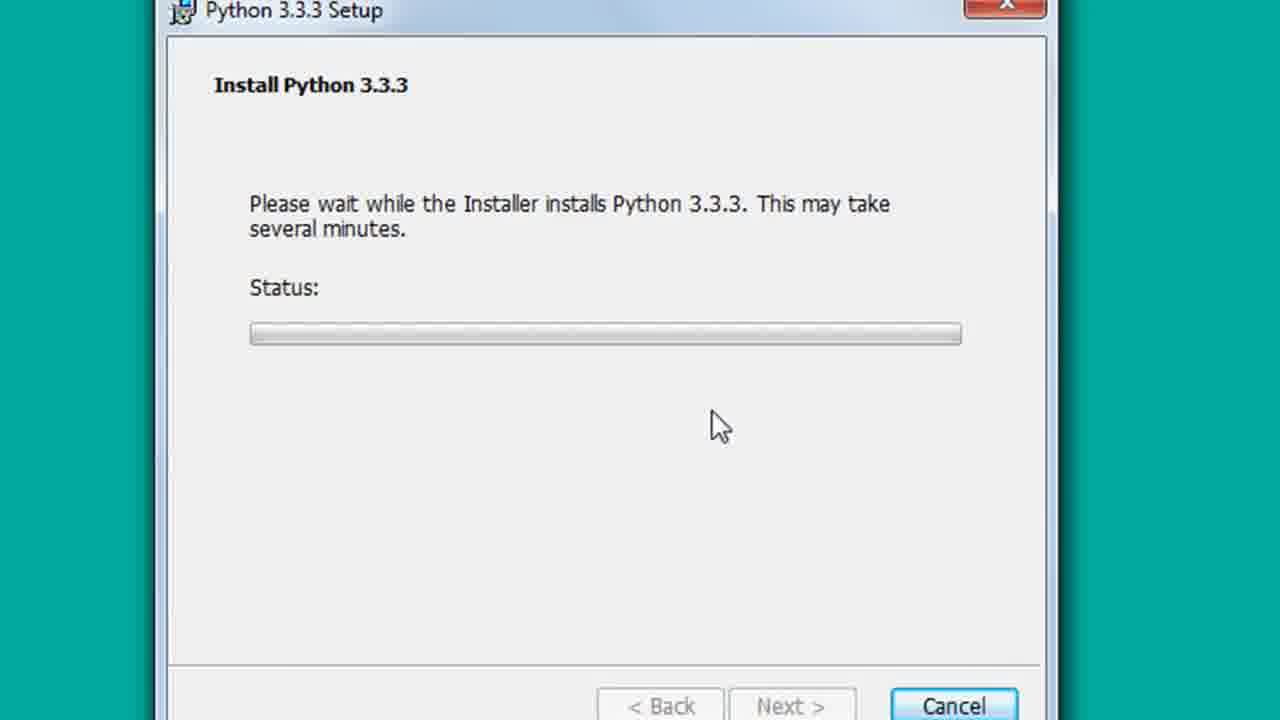 Python 3.3.3 Setup
Install Python 3.3.3
Please wait while the Installer installs Python 3.3.3. This may take
several minutes.
Status:
< Back
Next >
Cancel